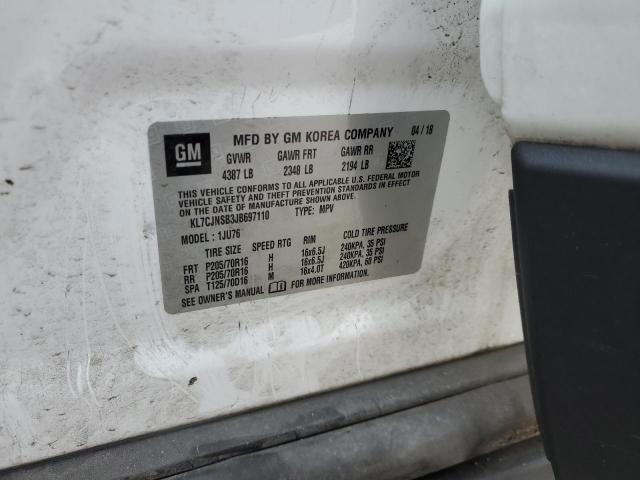 GM
MFD BY GM KOREA COMPANY 04/18
GVWR GAWR FRT GAWR RR
4387 LB 2348 LB 2194 LB
THIS VEHICLE CONFORMS TO ALL APPLICABLE U.S. FEDERAL MOTOR
VEHICLE SAFETY AND THEFT PREVENTION STANDARDS IN EFFECT
ON THE DATE OF MANUFACTURE SHOWN ABOVE.
KL7CJNSB3JB697110 TYPE: MPV
MODEL: 1JU76
TIRE SIZE SPEED RTG RIM COLD TIRE PRESSURE
FRT P205/70R16 H 16x6.5J 240KPA, 35 PSI
RR P205/70R16 H 16x6.5J 240KPA, 35 PSI
SPA T125/70D16 M 16x4.0T 420KPA, 60 PSI
SEE OWNER'S MANUAL FOR MORE INFORMATION.